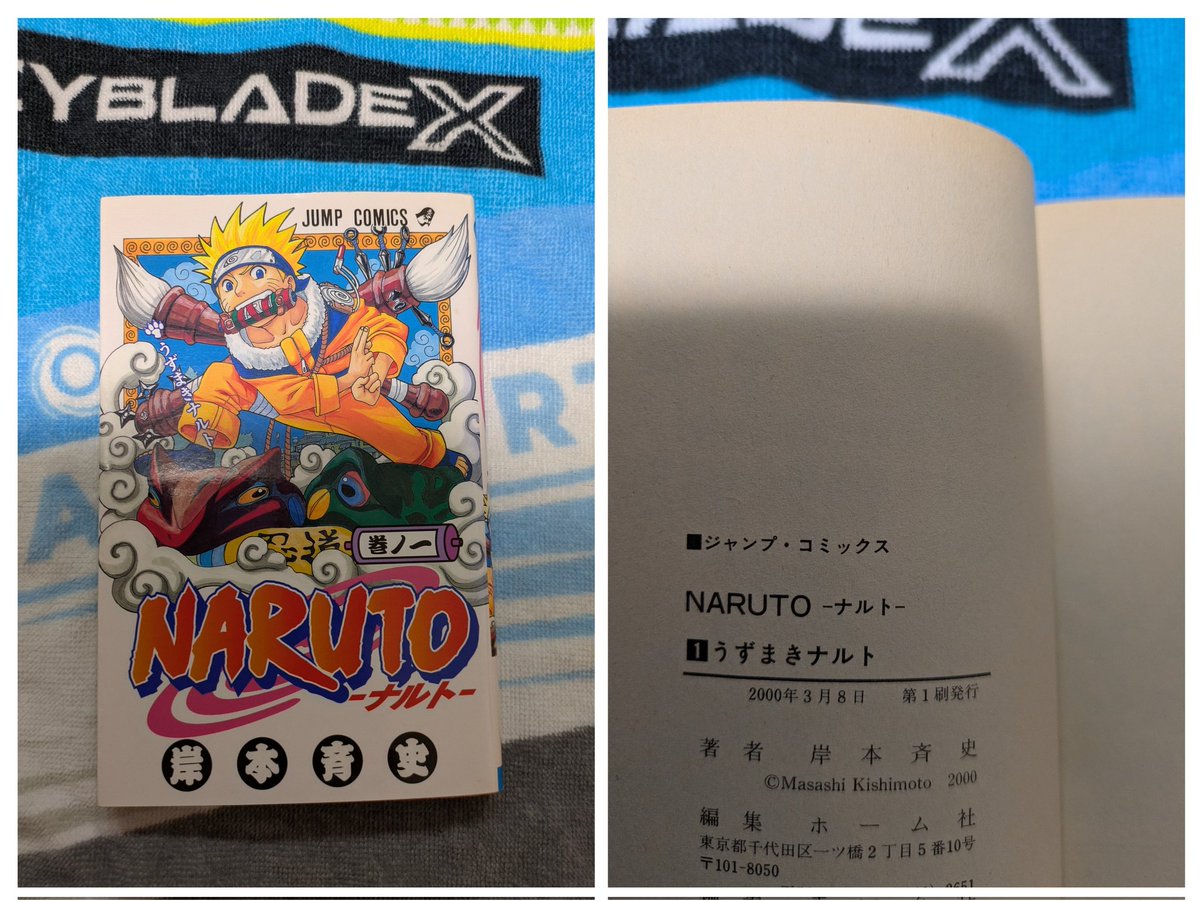 EYBLADE X
JUMP COMICS
うずまきナルト
忍道
巻ノ一
NARUTO
-ナルト-
岸本斉史
ADE X
■ジャンプ・コミックス
NARUTO -ナルト-
1 うずまきナルト
2000年3月8日 第1刷発行
著者 岸本斉史
©Masashi Kishimoto 2000
編集 ホーム社
東京都千代田区一ツ橋2丁目5番10号
〒101-8050